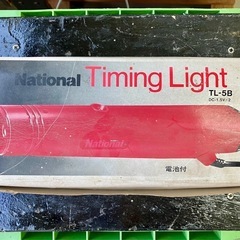 National Timing Light
TL-5B
DC-1.5V/2
National
電池付